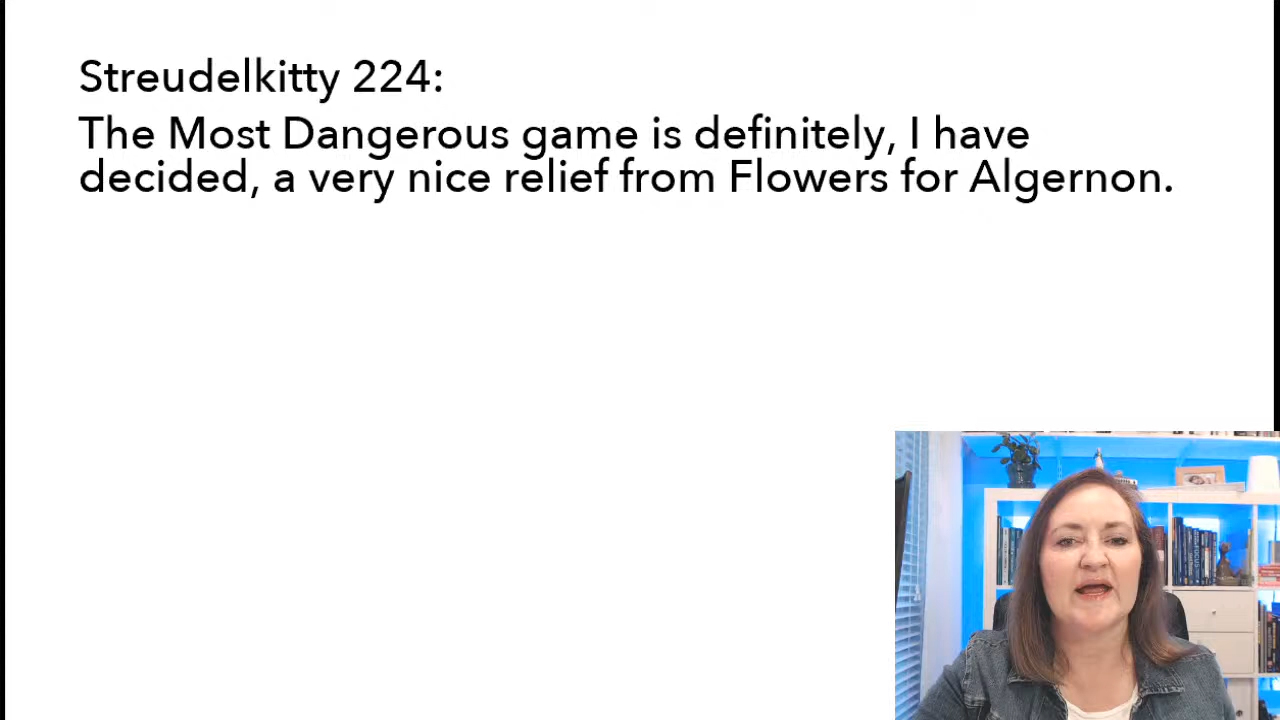 Streudelkitty 224:
The Most Dangerous game is definitely, I have
decided, a very nice relief from Flowers for Algernon.